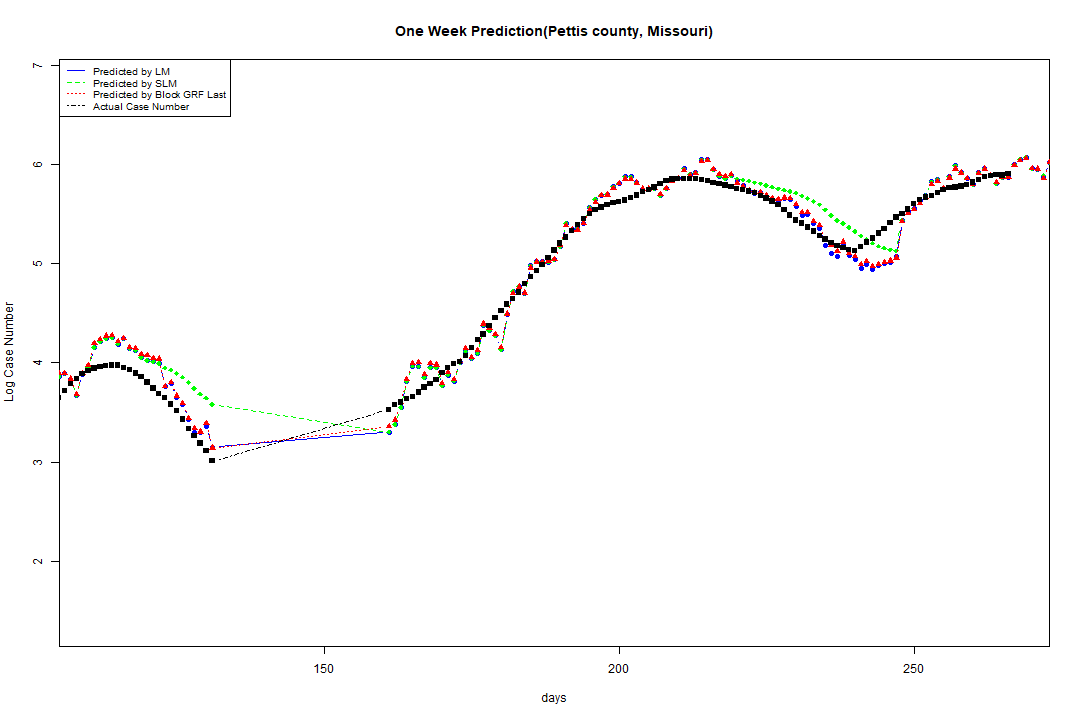 One Week Prediction(Pettis county, Missouri)
Predicted by LM
Predicted by SLM
Predicted by Block GRF Last
Actual Case Number
7
6
5
4
3
2
Log Case Number
150 200 250
days